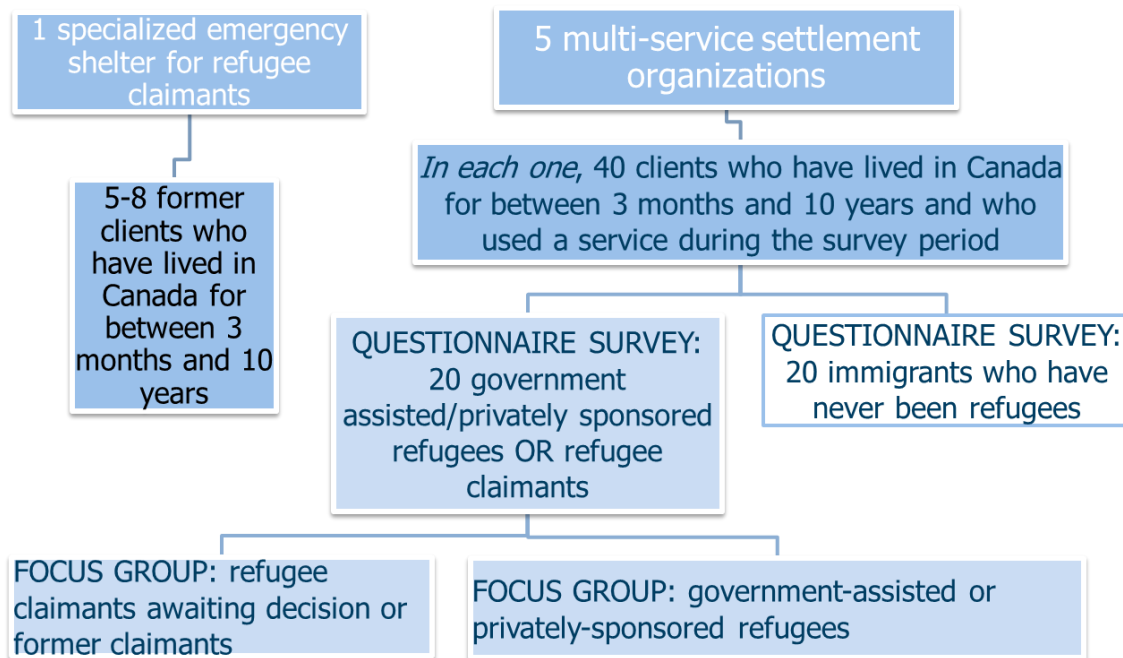 1 specialized emergency
shelter for refugee
claimants
5 multi-service settlement
organizations
5-8 former
clients who
have lived in
Canada for
between 3
months and 10
years
In each one, 40 clients who have lived in Canada
for between 3 months and 10 years and who
used a service during the survey period
QUESTIONNAIRE SURVEY:
20 government
assisted/privately sponsored
refugees OR refugee
claimants
QUESTIONNAIRE SURVEY:
20 immigrants who have
never been refugees
FOCUS GROUP: refugee
claimants awaiting decision or
former claimants
FOCUS GROUP: government-assisted or
privately-sponsored refugees